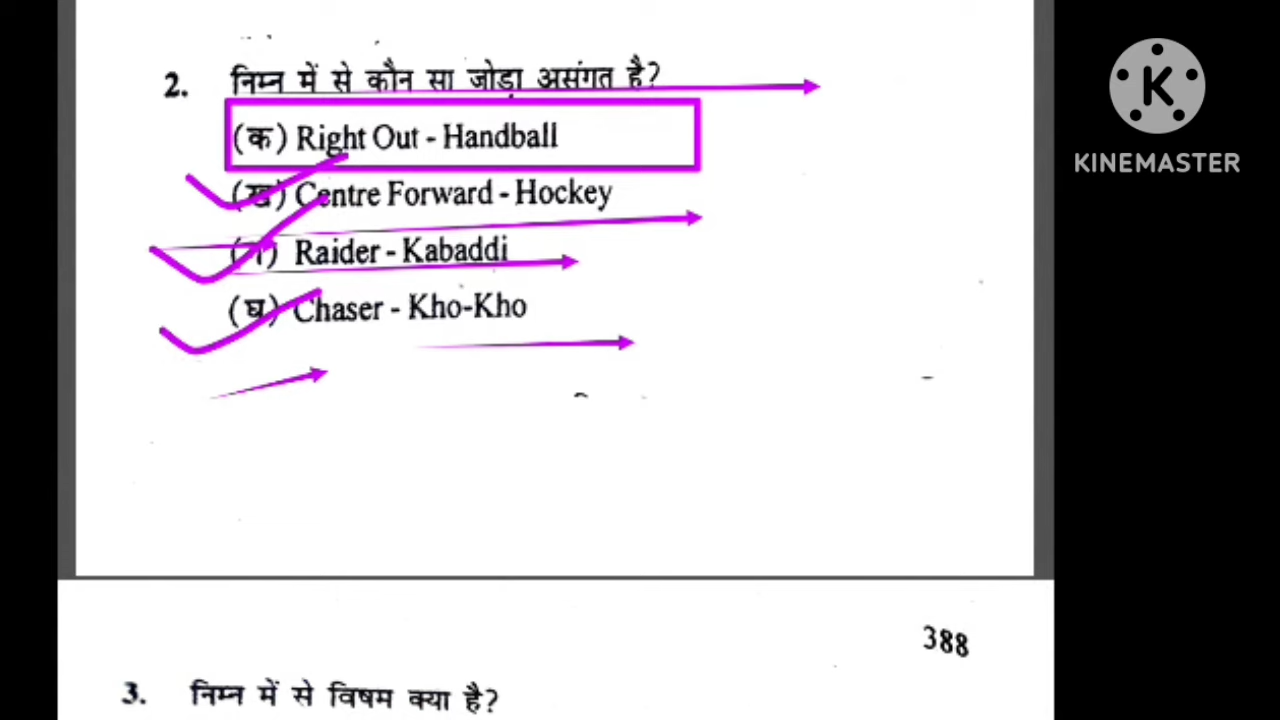 2. निम्न में से कौन सा जोड़ा असंगत है?
(क) Right Out - Handball
(ख) Centre Forward - Hockey
(ग) Raider - Kabaddi
(घ) Chaser - Kho-Kho
388
3. निम्न में से विषम क्या है?
K
KINEMASTER